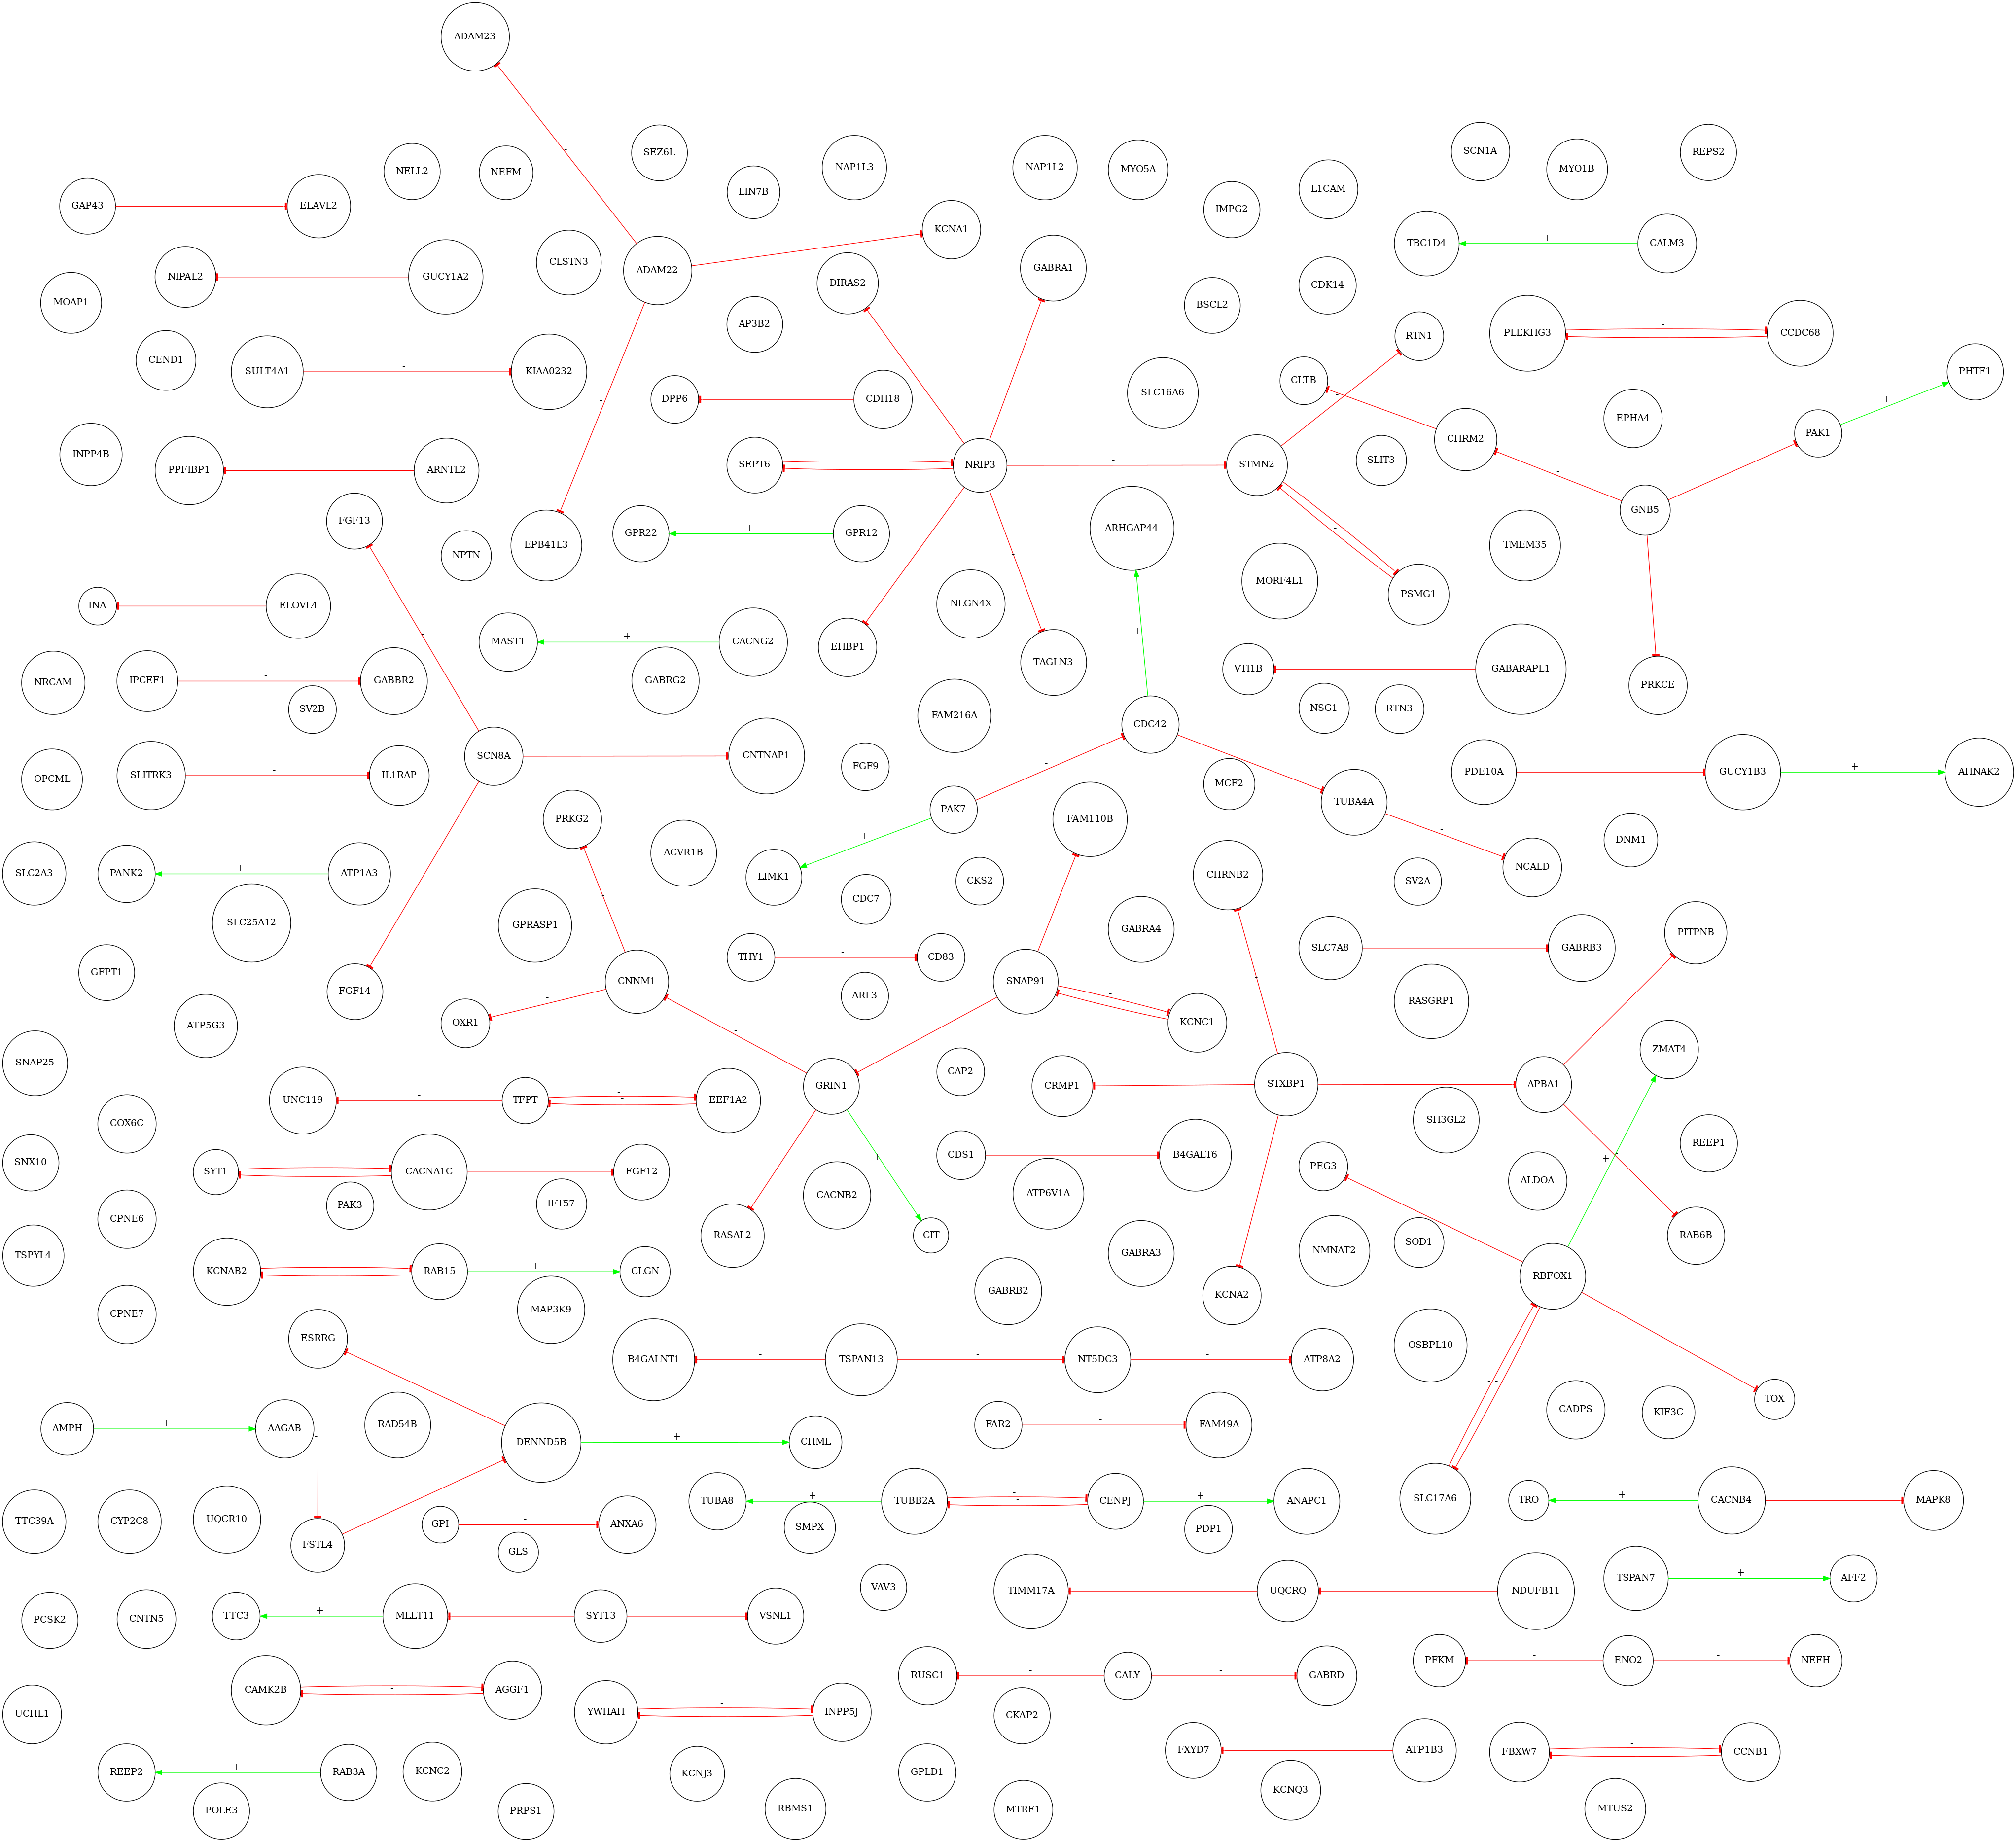 ADAM23
-
SCN1A
REPS2
SEZ6L
NELL2
NEFM
NAP1L3
NAP1L2
MYO5A
MYO1B
LIN7B
L1CAM
GAP43
-
ELAVL2
IMPG2
KCNA1
-
TBC1D4
+
CALM3
CLSTN3
ADAM22
GABRA1
NIPAL2
-
GUCY1A2
DIRAS2
CDK14
MOAP1
BSCL2
AP3B2
RTN1
PLEKHG3
-
-
CCDC68
CEND1
SULT4A1
-
KIAA0232
-
-
CLTB
PHTF1
DPP6
-
CDH18
-
SLC16A6
-
-
+
EPHA4
PAK1
INPP4B
CHRM2
PPFIBP1
-
ARNTL2
SEPT6
-
-
NRIP3
-
STMN2
SLIT3
-
-
FGF13
GNB5
NPTN
EPB41L3
GPR22
+
GPR12
ARHGAP44
-
-
TMEM35
-
-
MORF4L1
PSMG1
INA
-
ELOVL4
NLGN4X
-
MAST1
+
CACNG2
EHBP1
TAGLN3
+
-
VTI1B
-
GABARAPL1
NRCAM
IPCEF1
-
GABBR2
GABRG2
PRKCE
SV2B
FAM216A
NSG1
RTN3
CDC42
SCN8A
-
CNTNAP1
OPCML
SLITRK3
-
IL1RAP
FGF9
-
-
PDE10A
-
GUCY1B3
+
AHNAK2
MCF2
PAK7
TUBA4A
PRKG2
FAM110B
+
-
ACVR1B
DNM1
SLC2A3
PANK2
+
ATP1A3
-
LIMK1
CKS2
CHRNB2
SV2A
NCALD
CDC7
-
-
SLC25A12
GPRASP1
GABRA4
PITPNB
THY1
-
CD83
SLC7A8
-
GABRB3
GFPT1
FGF14
CNNM1
SNAP91
-
ARL3
-
-
RASGRP1
-
ATP5G3
OXR1
-
-
-
KCNC1
ZMAT4
SNAP25
CAP2
GRIN1
CRMP1
-
STXBP1
-
APBA1
UNC119
-
TFPT
-
-
EEF1A2
COX6C
SH3GL2
REEP1
SNX10
SYT1
-
-
CACNA1C
-
FGF12
-
+
CDS1
-
B4GALT6
PEG3
+
-
ALDOA
PAK3
IFT57
CACNB2
ATP6V1A
-
CPNE6
RASAL2
CIT
-
RAB6B
TSPYL4
GABRA3
NMNAT2
SOD1
KCNAB2
-
-
RAB15
+
CLGN
RBFOX1
CPNE7
MAP3K9
GABRB2
KCNA2
ESRRG
-
OSBPL10
B4GALNT1
-
TSPAN13
-
NT5DC3
-
ATP8A2
-
- -
TOX
AMPH
+
AAGAB
-
RAD54B
DENND5B
+
CHML
FAR2
-
FAM49A
CADPS
KIF3C
-
TUBA8
+
TUBB2A
-
-
CENPJ
+
ANAPC1
SLC17A6
TRO
+
CACNB4
-
MAPK8
TTC39A
CYP2C8
UQCR10
FSTL4
GPI
-
ANXA6
SMPX
PDP1
GLS
TIMM17A
-
UQCRQ
-
NDUFB11
TSPAN7
+
AFF2
VAV3
PCSK2
CNTN5
TTC3
+
MLLT11
-
SYT13
-
VSNL1
PFKM
-
ENO2
-
NEFH
CAMK2B
-
-
AGGF1
RUSC1
-
CALY
-
GABRD
UCHL1
YWHAH
-
-
INPP5J
CKAP2
FXYD7
-
ATP1B3
FBXW7
-
-
CCNB1
REEP2
+
RAB3A
KCNC2
KCNJ3
GPLD1
KCNQ3
POLE3
PRPS1
RBMS1
MTRF1
MTUS2